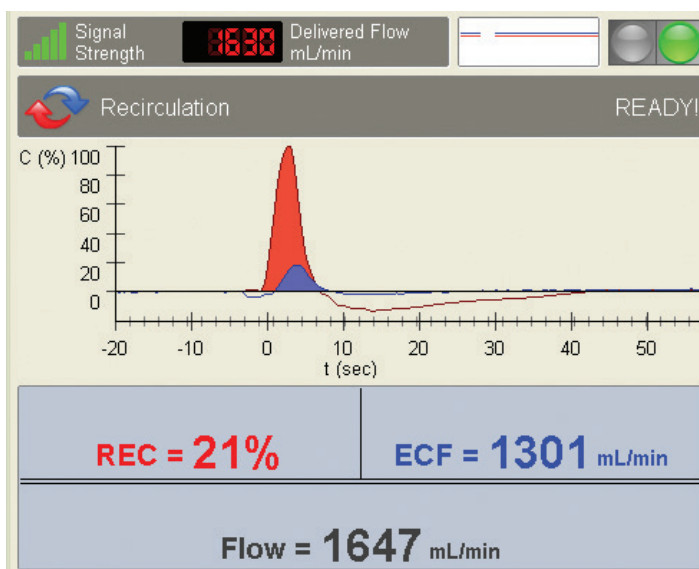 Signal Strength
1630
Delivered Flow mL/min
Recirculation
READY!
C (%) 100
80
60
40
20
0
-20 -10 0 10 20 30 40 50
t (sec)
REC = 21%
ECF = 1301 mL/min
Flow = 1647 mL/min